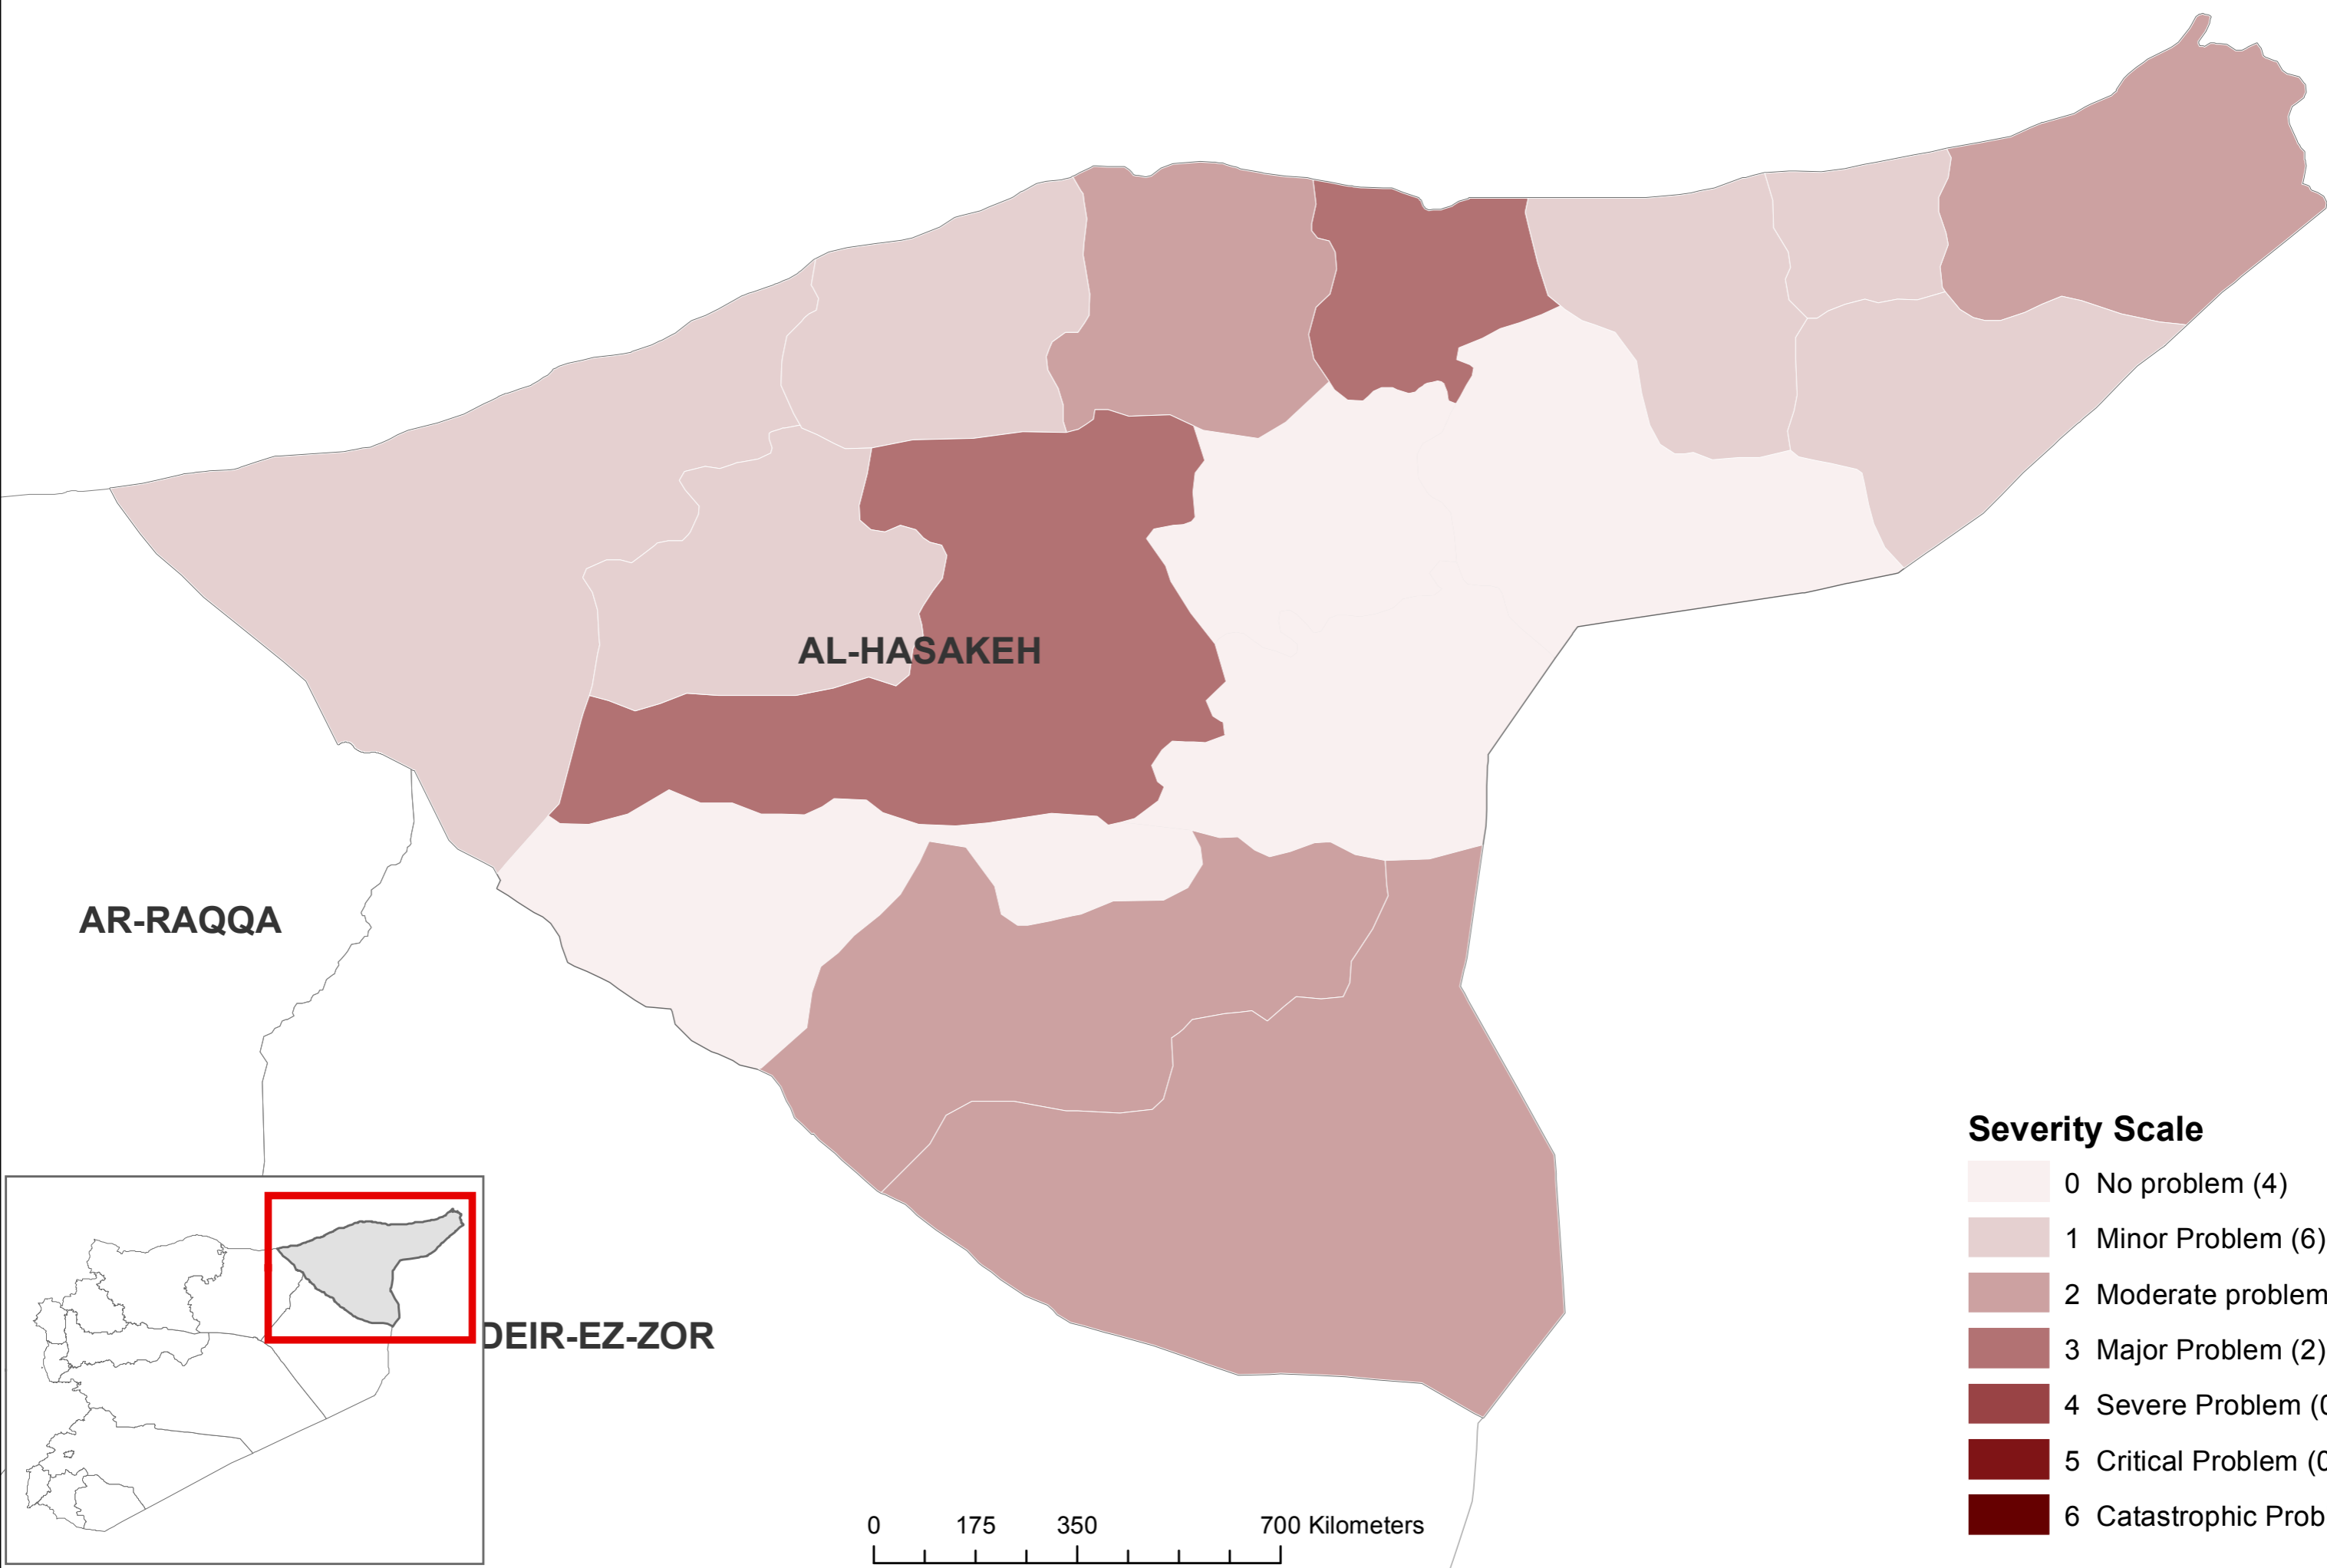 AL-HASAKEH
AR-RAQQA
DEIR-EZ-ZOR
Severity Scale
0 No problem (4)
1 Minor Problem (6)
2 Moderate problem
3 Major Problem (2)
4 Severe Problem (0
5 Critical Problem (0
6 Catastrophic Prob
0 175 350 700 Kilometers